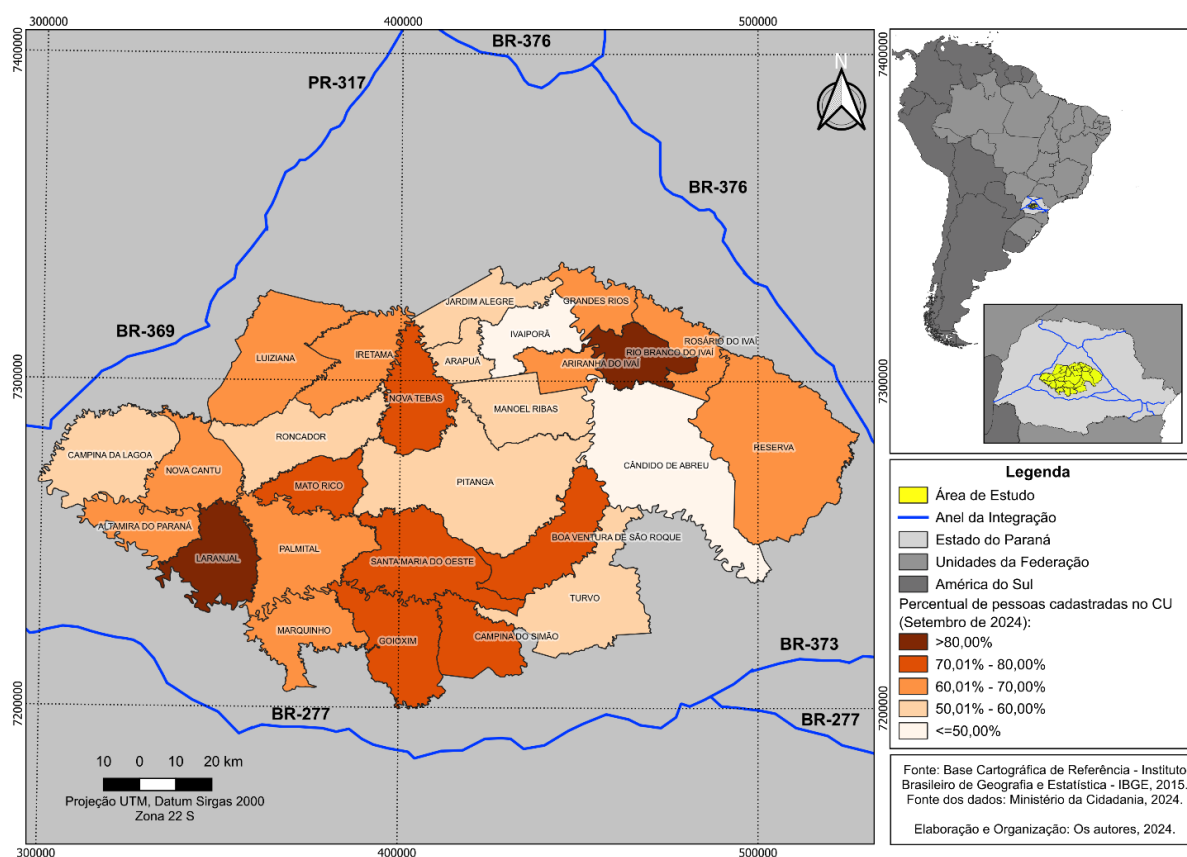 300000
400000
500000
7400000
7400000
BR-376
N
PR-317
BR-376
BR-369
JARDIM ALEGRE
GRANDES RIOS
IVAIPORÃ
ROSÁRIO DO IVAÍ
LUIZIANA
IRETAMA
RIO BRANCO DO IVAÍ
ARAPUÃ
ARIRANHA DO IVAÍ
7300000
7300000
NOVA TEBAS
MANOEL RIBAS
RONCADOR
RESERVA
CAMPINA DA LAGOA
NOVA CANTU
CÂNDIDO DE ABREU
PITANGA
MATO RICO
ALTAMIRA DO PARANÁ
BOA VENTURA DE SÃO ROQUE
PALMITAL
LARANJAL
SANTA MARIA DO OESTE
TURVO
MARQUINHO
GOIOXIM
CAMPINA DO SIMÃO
BR-373
7200000
7200000
BR-277
BR-277
10 0 10 20 km
Projeção UTM, Datum Sirgas 2000
Zona 22 S
300000
400000
500000
Legenda
Área de Estudo
Anel da Integração
Estado do Paraná
Unidades da Federação
América do Sul
Percentual de pessoas cadastradas no CU
(Setembro de 2024):
>80,00%
70,01% - 80,00%
60,01% - 70,00%
50,01% - 60,00%
<=50,00%
Fonte: Base Cartográfica de Referência - Instituto
Brasileiro de Geografia e Estatística - IBGE, 2015.
Fonte dos dados: Ministério da Cidadania, 2024.
Elaboração e Organização: Os autores, 2024.